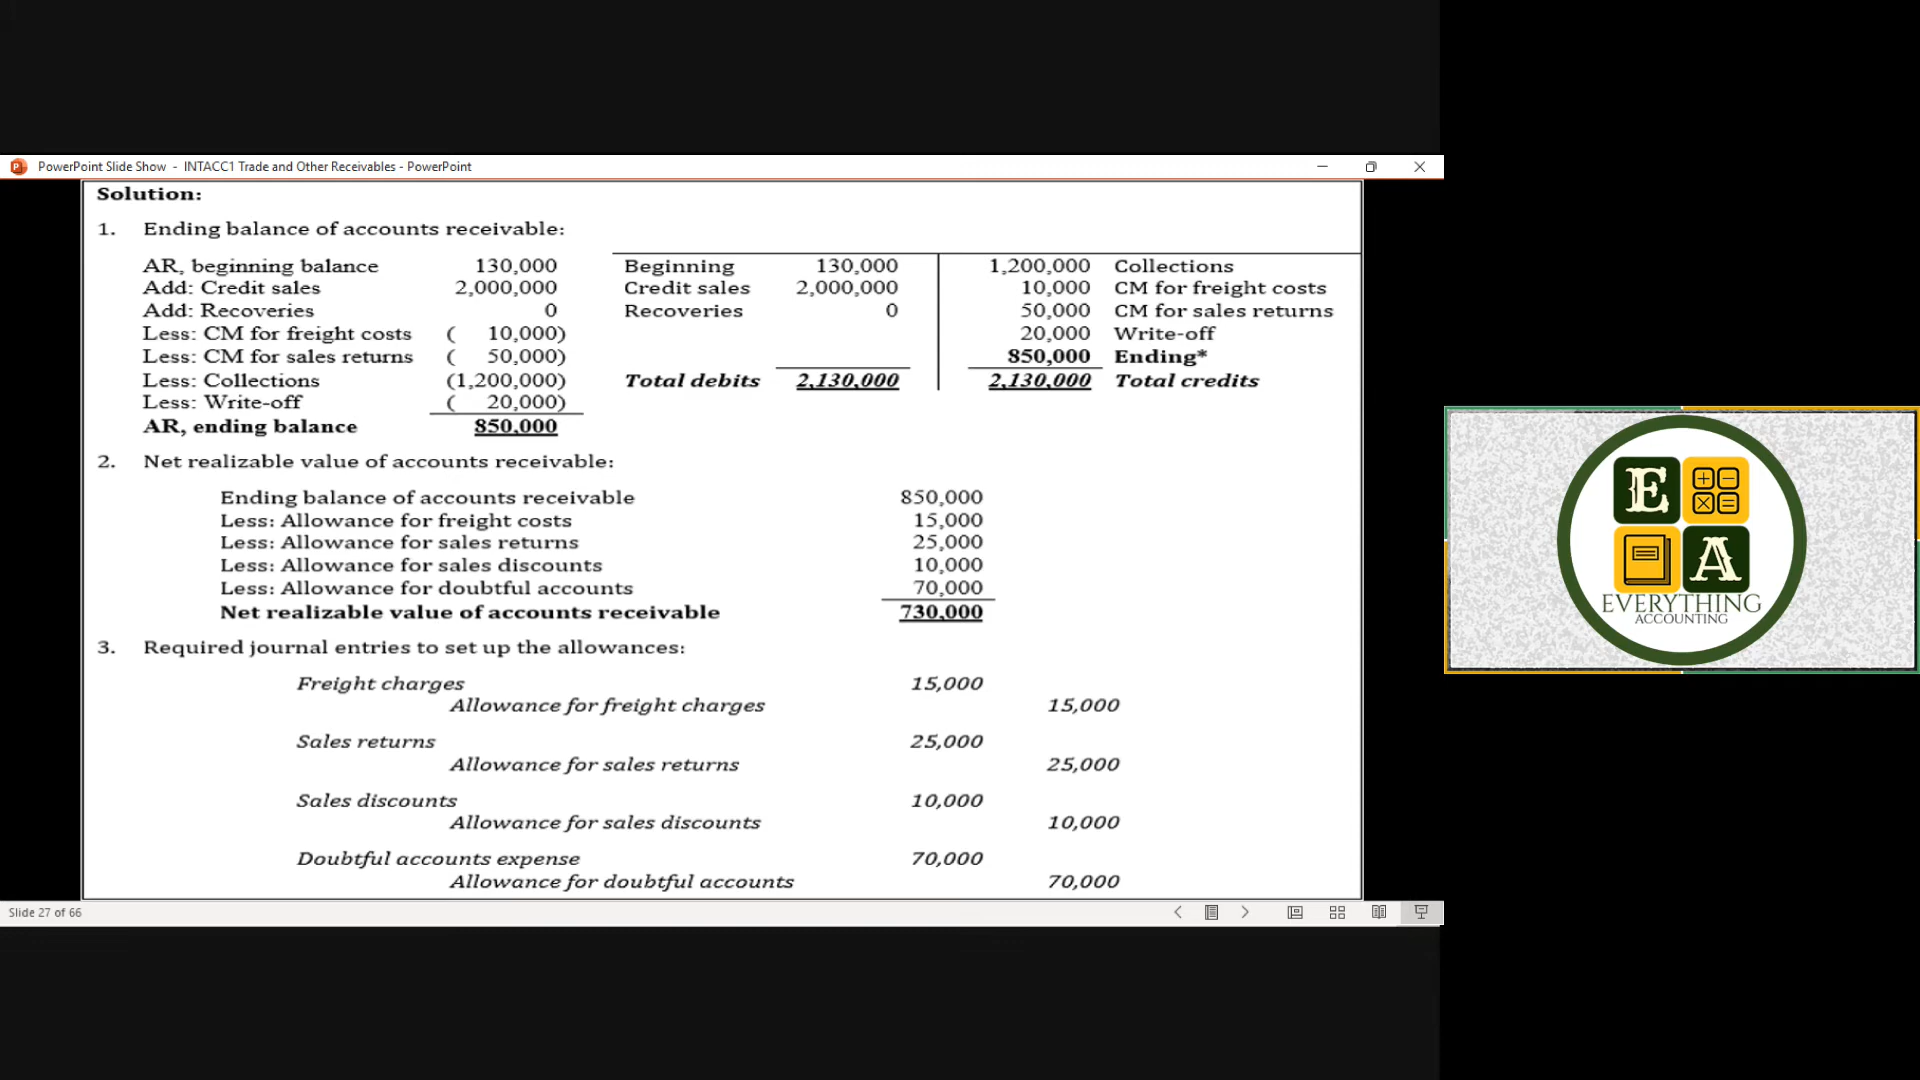 PowerPoint Slide Show - INTACC1 Trade and Other Receivables - PowerPoint
Solution:
1. Ending balance of accounts receivable:
AR, beginning balance 130,000
Add: Credit sales 2,000,000
Add: Recoveries 0
Less: CM for freight costs ( 10,000)
Less: CM for sales returns ( 50,000)
Less: Collections (1,200,000)
Less: Write-off ( 20,000)
AR, ending balance 850,000
Beginning 130,000 1,200,000 Collections
Credit sales 2,000,000 10,000 CM for freight costs
Recoveries 0 50,000 CM for sales returns
20,000 Write-off
850,000 Ending*
Total debits 2,130,000 2,130,000 Total credits
2. Net realizable value of accounts receivable:
Ending balance of accounts receivable 850,000
Less: Allowance for freight costs 15,000
Less: Allowance for sales returns 25,000
Less: Allowance for sales discounts 10,000
Less: Allowance for doubtful accounts 70,000
Net realizable value of accounts receivable 730,000
3. Required journal entries to set up the allowances:
Freight charges 15,000
Allowance for freight charges 15,000
Sales returns 25,000
Allowance for sales returns 25,000
Sales discounts 10,000
Allowance for sales discounts 10,000
Doubtful accounts expense 70,000
Allowance for doubtful accounts 70,000
Slide 27 of 66
E
A
EVERYTHING
ACCOUNTING